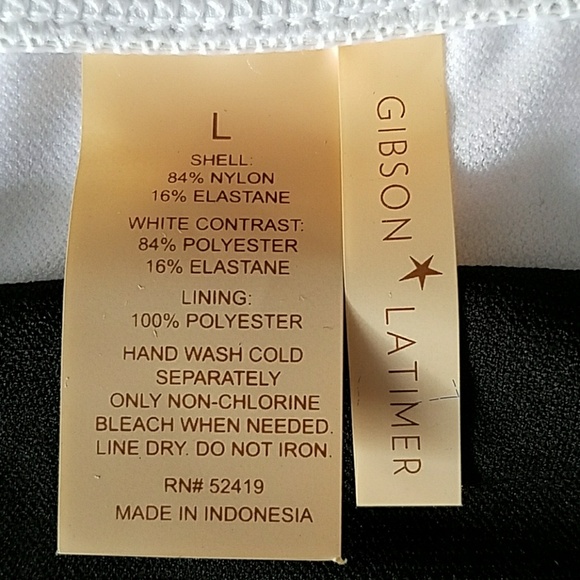 L
SHELL:
84% NYLON
16% ELASTANE
WHITE CONTRAST:
84% POLYESTER
16% ELASTANE
LINING:
100% POLYESTER
HAND WASH COLD
SEPARATELY
ONLY NON-CHLORINE
BLEACH WHEN NEEDED.
LINE DRY. DO NOT IRON.
RN# 52419
MADE IN INDONESIA
GIBSON ★ LATIMER